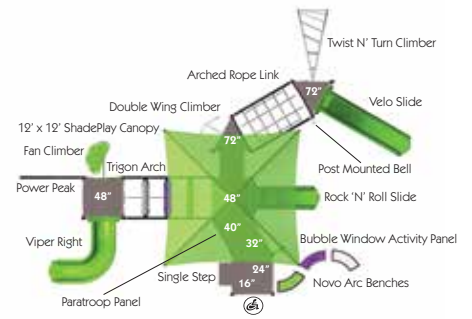 Twist N' Turn Climber
Arched Rope Link
72"
Velo Slide
Double Wing Climber
12' x 12' ShadePlay Canopy
72"
Fan Climber
Trigon Arch
Post Mounted Bell
Power Peak
48"
48"
Rock 'N' Roll Slide
40"
Viper Right
32"
Bubble Window Activity Panel
Single Step
24"
16"
Novo Arc Benches
Paratroop Panel